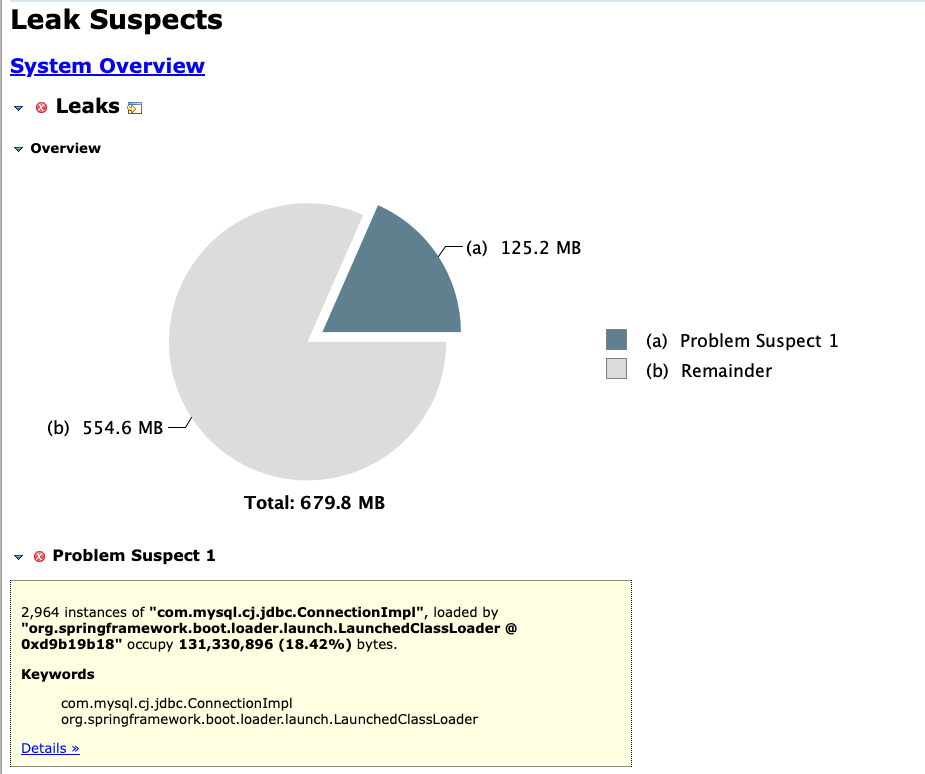 Leak Suspects
System Overview
Leaks
Overview
(a) 125.2 MB
(a) Problem Suspect 1
(b) Remainder
(b) 554.6 MB
Total: 679.8 MB
Problem Suspect 1
2,964 instances of "com.mysql.cj.jdbc.ConnectionImpl", loaded by
"org.springframework.boot.loader.launch.LaunchedClassLoader @
0xd9b19b18" occupy 131,330,896 (18.42%) bytes.
Keywords
com.mysql.cj.jdbc.ConnectionImpl
org.springframework.boot.loader.launch.LaunchedClassLoader
Details »